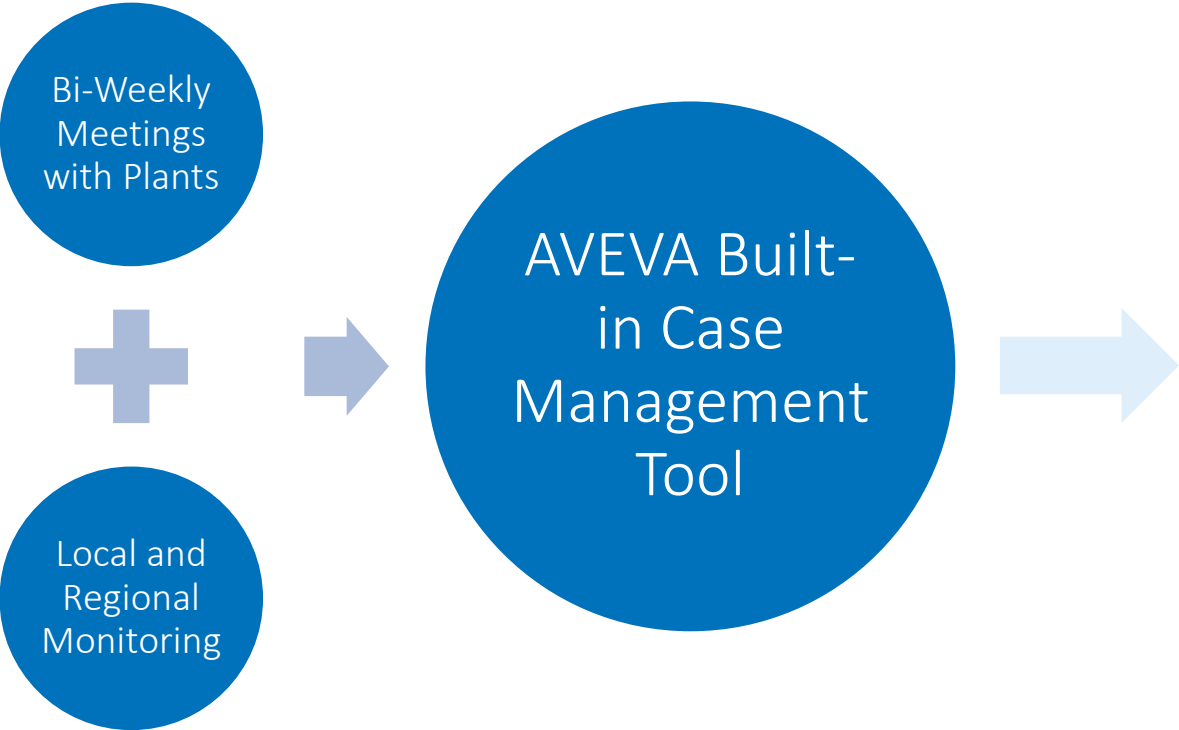 Bi-Weekly
Meetings
with Plants
Local and
Regional
Monitoring
AVEVA Built-
in Case
Management
Tool